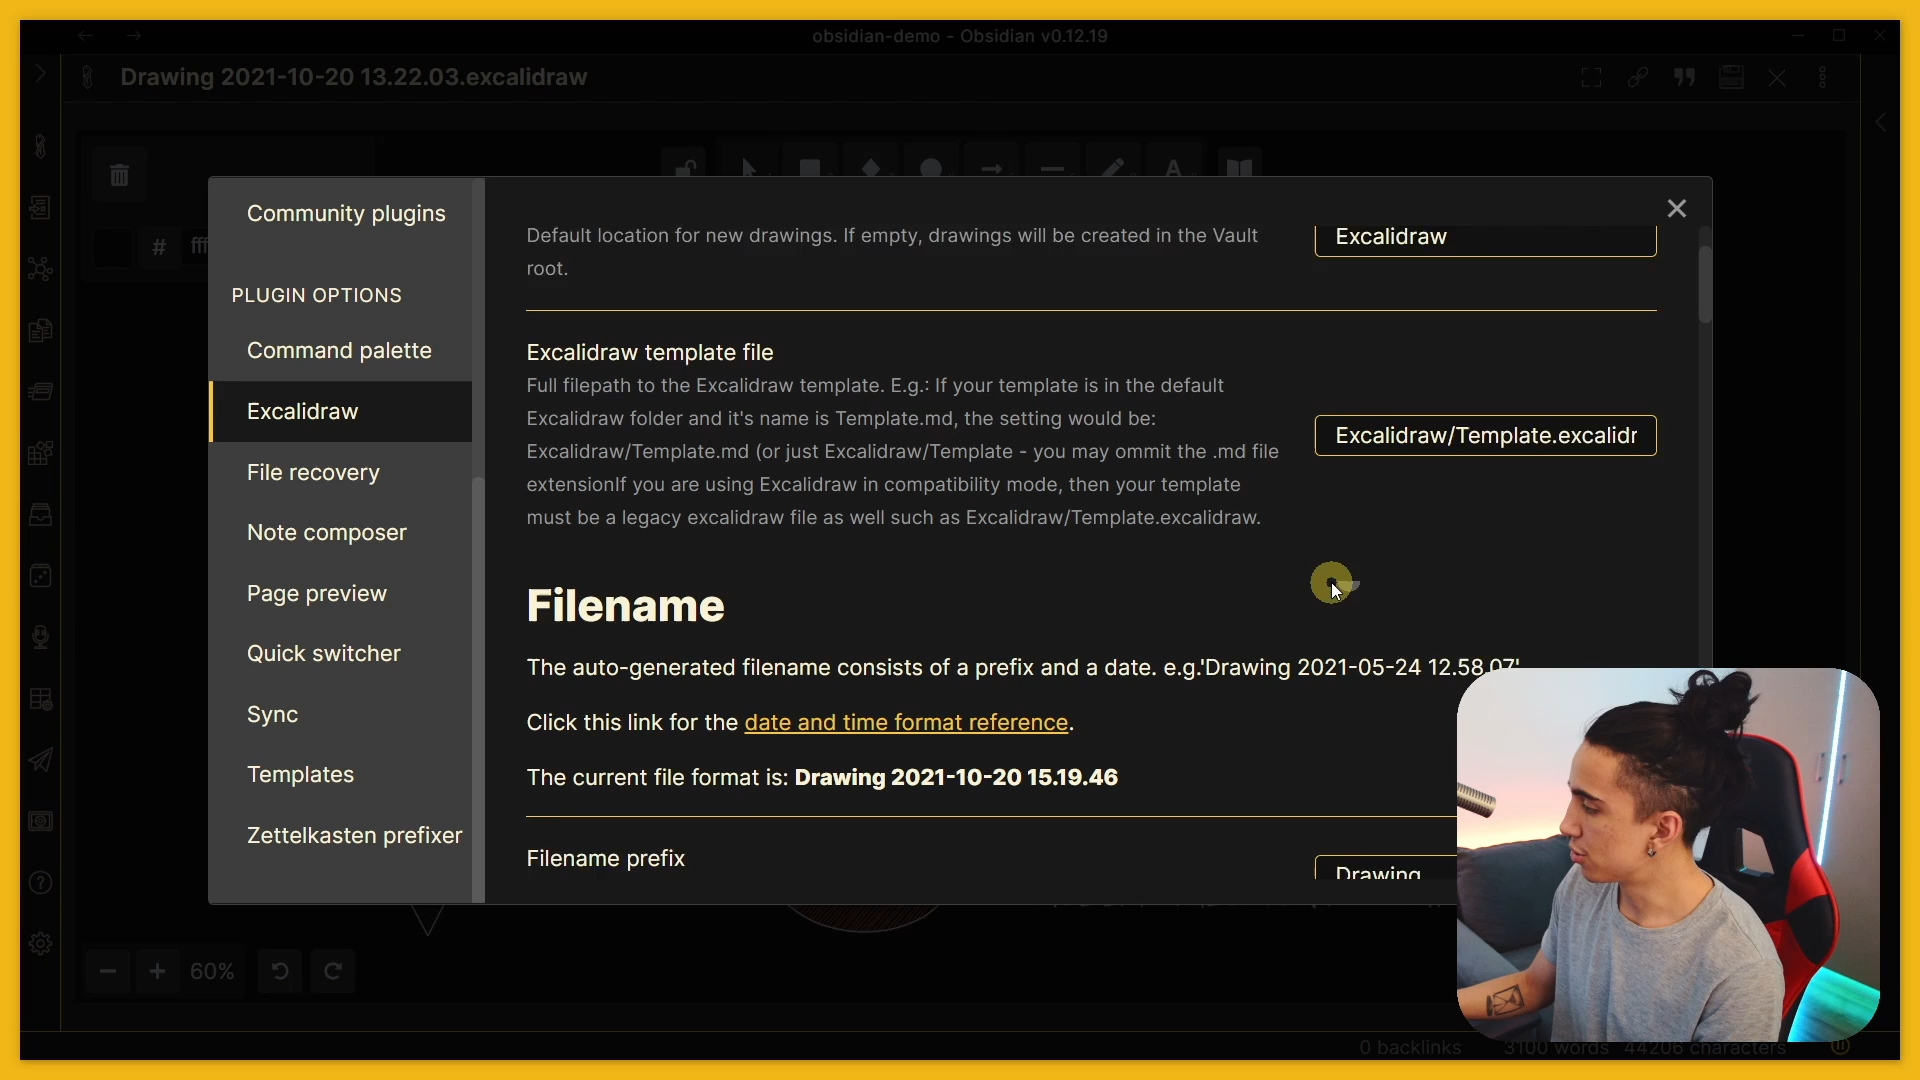 obsidian-demo - Obsidian v0.12.19
Drawing 2021-10-20 13.22.03.excalidraw
A
# fff
Community plugins
PLUGIN OPTIONS
Command palette
Excalidraw
File recovery
Note composer
Page preview
Quick switcher
Sync
Templates
Zettelkasten prefixer
Default location for new drawings. If empty, drawings will be created in the Vault
root.
Excalidraw
Excalidraw template file
Full filepath to the Excalidraw template. E.g.: If your template is in the default
Excalidraw folder and it's name is Template.md, the setting would be:
Excalidraw/Template.md (or just Excalidraw/Template - you may ommit the .md file
extensionIf you are using Excalidraw in compatibility mode, then your template
must be a legacy excalidraw file as well such as Excalidraw/Template.excalidraw.
Excalidraw/Template.excalidr
Filename
The auto-generated filename consists of a prefix and a date. e.g.'Drawing 2021-05-24 12.58.07'
Click this link for the date and time format reference.
The current file format is: Drawing 2021-10-20 15.19.46
Filename prefix
Drawing
60%
0 backlinks 3100 words 44206 characters